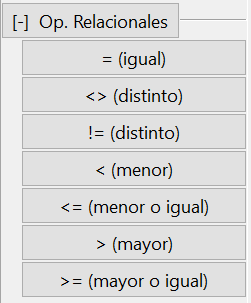 [-] Op. Relacionales
= (igual)
<> (distinto)
!= (distinto)
< (menor)
<= (menor o igual)
> (mayor)
>= (mayor o igual)